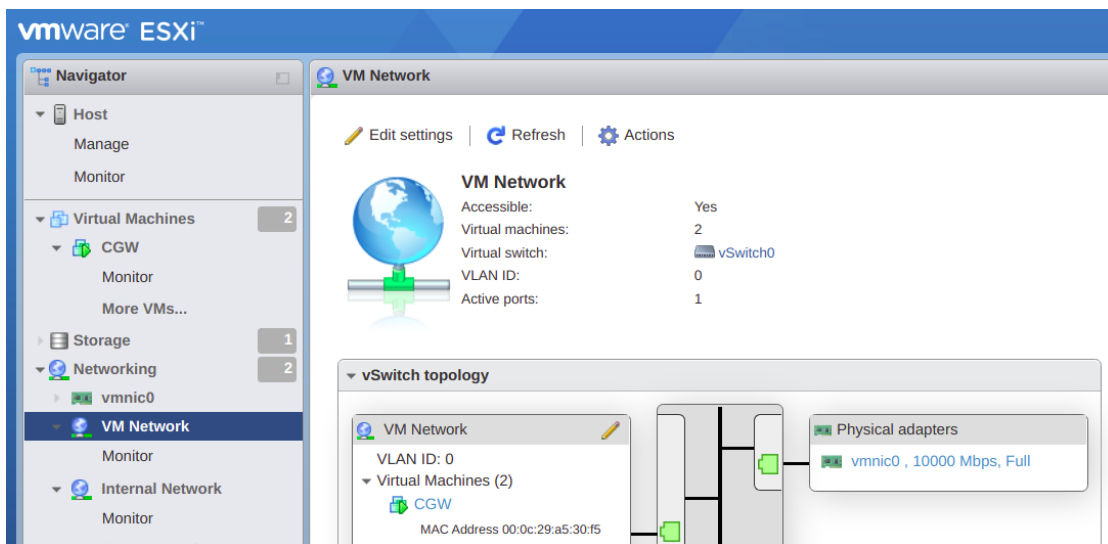 vmware® ESXi™
Navigator
Host
Manage
Monitor
Virtual Machines 2
CGW
Monitor
More VMs...
Storage 1
Networking 2
vmnic0
VM Network
Monitor
Internal Network
Monitor
VM Network
Edit settings Refresh Actions
VM Network
Accessible: Yes
Virtual machines: 2
Virtual switch: vSwitch0
VLAN ID: 0
Active ports: 1
vSwitch topology
VM Network
VLAN ID: 0
Virtual Machines (2)
CGW
MAC Address 00:0c:29:a5:30:f5
Physical adapters
vmnic0 , 10000 Mbps, Full